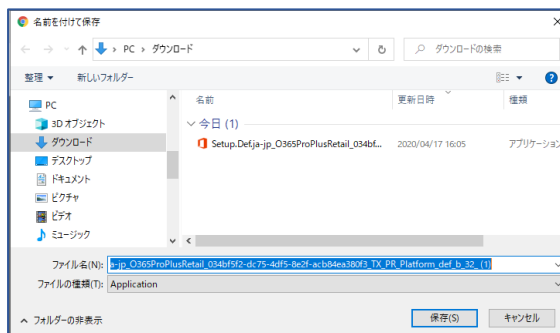 名前を付けて保存
PC › ダウンロード
ダウンロードの検索
整理
新しいフォルダー
名前
更新日時
種類
PC
3D オブジェクト
ダウンロード
デスクトップ
ドキュメント
ピクチャ
ビデオ
ミュージック
今日 (1)
Setup.Def.ja-jp_O365ProPlusRetail_034bf...
2020/04/17 16:05
アプリケーション
ファイル名(N):
a-jp_O365ProPlusRetail_034bf5f2-dc75-4df5-8e2f-acb84ea380f3_TX_PR_Platform_def_b_32_ (1)
ファイルの種類(T):
Application
フォルダーの非表示
保存(S)
キャンセル